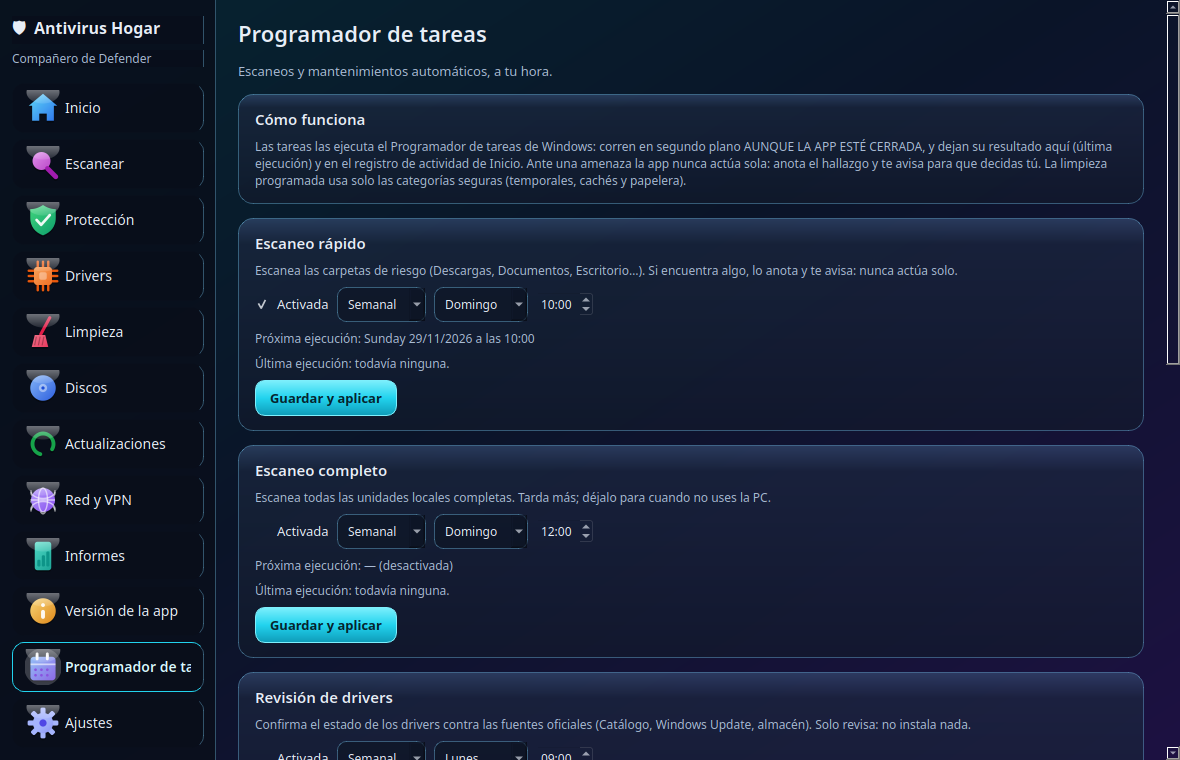 Antivirus Hogar
Compañero de Defender
Inicio
Escanear
Protección
Drivers
Limpieza
Discos
Actualizaciones
Red y VPN
Informes
Versión de la app
Programador de ta
Ajustes
Programador de tareas
Escaneos y mantenimientos automáticos, a tu hora.
Cómo funciona
Las tareas las ejecuta el Programador de tareas de Windows: corren en segundo plano AUNQUE LA APP ESTÉ CERRADA, y dejan su resultado aquí (última
ejecución) y en el registro de actividad de Inicio. Ante una amenaza la app nunca actúa sola: anota el hallazgo y te avisa para que decidas tú. La limpieza
programada usa solo las categorías seguras (temporales, cachés y papelera).
Escaneo rápido
Escanea las carpetas de riesgo (Descargas, Documentos, Escritorio...). Si encuentra algo, lo anota y te avisa: nunca actúa solo.
✓ Activada Semanal Domingo 10:00
Próxima ejecución: Sunday 29/11/2026 a las 10:00
Última ejecución: todavía ninguna.
Guardar y aplicar
Escaneo completo
Escanea todas las unidades locales completas. Tarda más; déjalo para cuando no uses la PC.
Activada Semanal Domingo 12:00
Próxima ejecución: — (desactivada)
Última ejecución: todavía ninguna.
Guardar y aplicar
Revisión de drivers
Confirma el estado de los drivers contra las fuentes oficiales (Catálogo, Windows Update, almacén). Solo revisa: no instala nada.
Activada Semanal Lunes 09:00